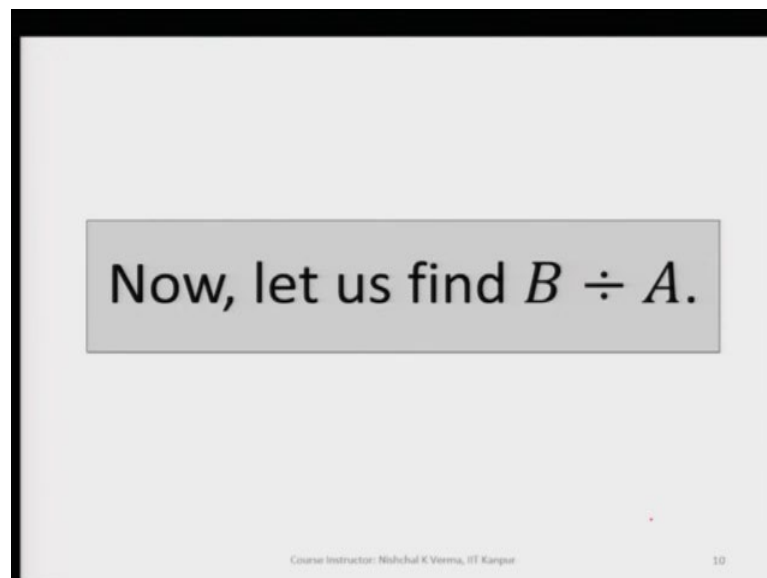 Now, let us find B ÷ A.
Course Instructor: Nishchal K Verma, IIT Kanpur
10